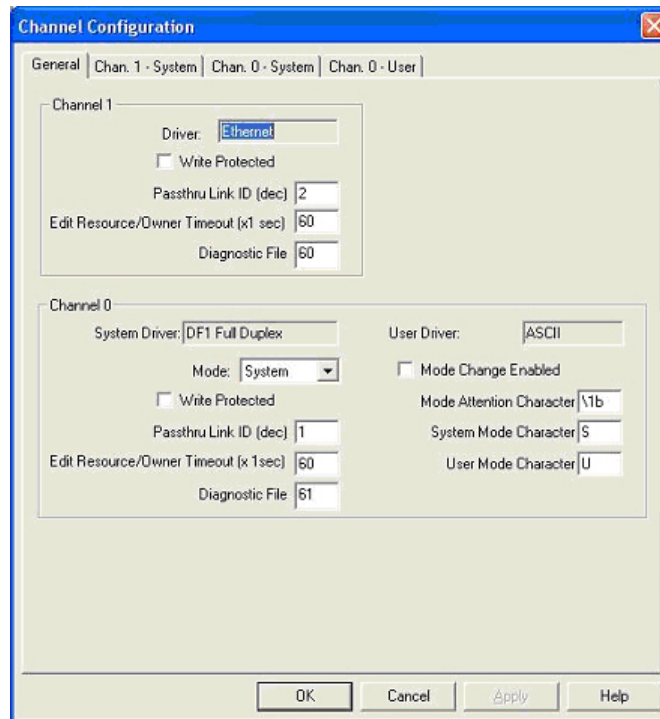 Channel Configuration
General
Chan. 1 - System
Chan. 0 - System
Chan. 0 - User
Channel 1
Driver: Ethernet
Write Protected
Passthru Link ID (dec) 2
Edit Resource/Owner Timeout (x1 sec) 60
Diagnostic File 60
Channel 0
System Driver: DF1 Full Duplex
Mode: System
Write Protected
Passthru Link ID (dec) 1
Edit Resource/Owner Timeout (x 1sec) 60
Diagnostic File 61
User Driver: ASCII
Mode Change Enabled
Mode Attention Character \1b
System Mode Character S
User Mode Character U
OK
Cancel
Apply
Help